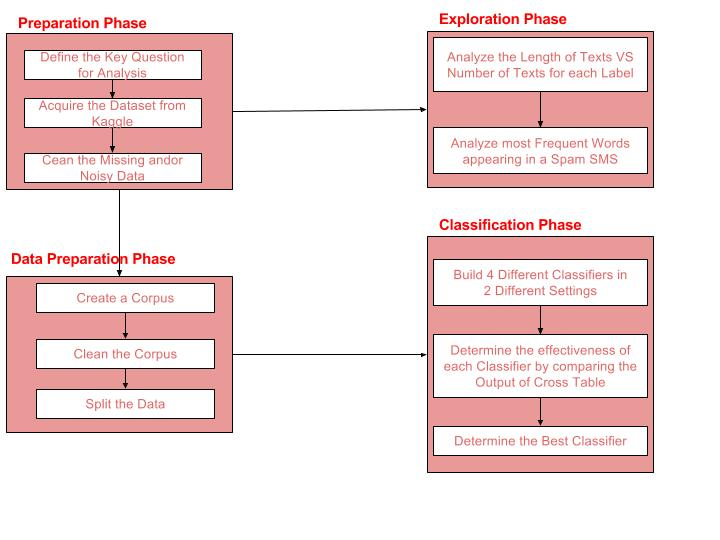 Preparation Phase
Define the Key Question
for Analysis
Acquire the Dataset from
Kaggle
Cean the Missing andor
Noisy Data
Exploration Phase
Analyze the Length of Texts VS
Number of Texts for each Label
Analyze most Frequent Words
appearing in a Spam SMS
Data Preparation Phase
Create a Corpus
Clean the Corpus
Split the Data
Classification Phase
Build 4 Different Classifiers in
2 Different Settings
Determine the effectiveness of
each Classifier by comparing the
Output of Cross Table
Determine the Best Classifier